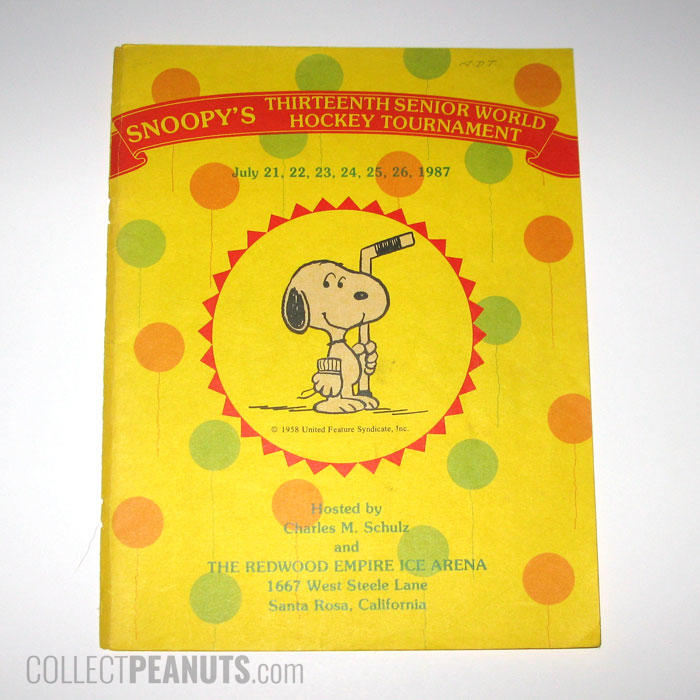 A.D.T.
SNOOPY'S THIRTEENTH SENIOR WORLD
HOCKEY TOURNAMENT
July 21, 22, 23, 24, 25, 26, 1987
© 1958 United Feature Syndicate, Inc.
Hosted by
Charles M. Schulz
and
THE REDWOOD EMPIRE ICE ARENA
1667 West Steele Lane
Santa Rosa, California
COLLECTPEANUTS.com